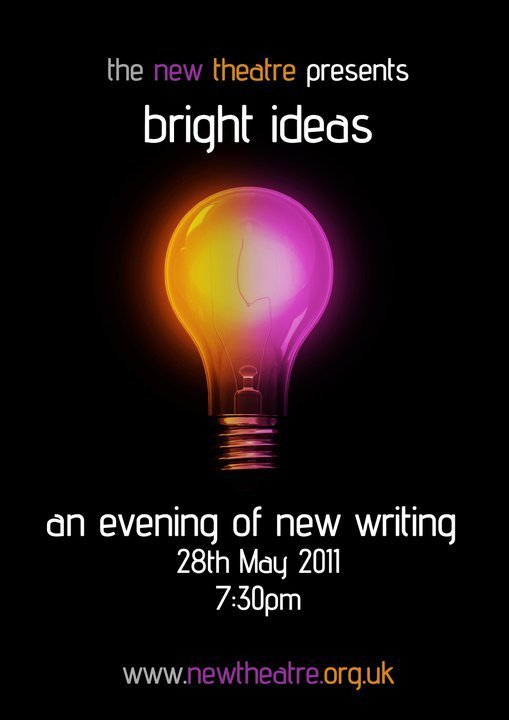 the new theatre presents
bright ideas
an evening of new writing
28th May 2011
7:30pm
www.newtheatre.org.uk